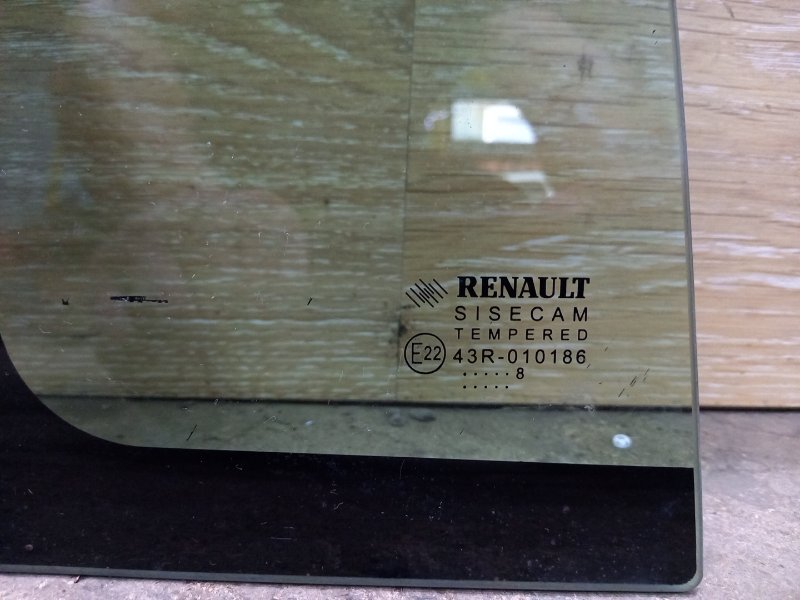 RENAULT
SISECAM
TEMPERED
E22 43R-010186
.....8
.....